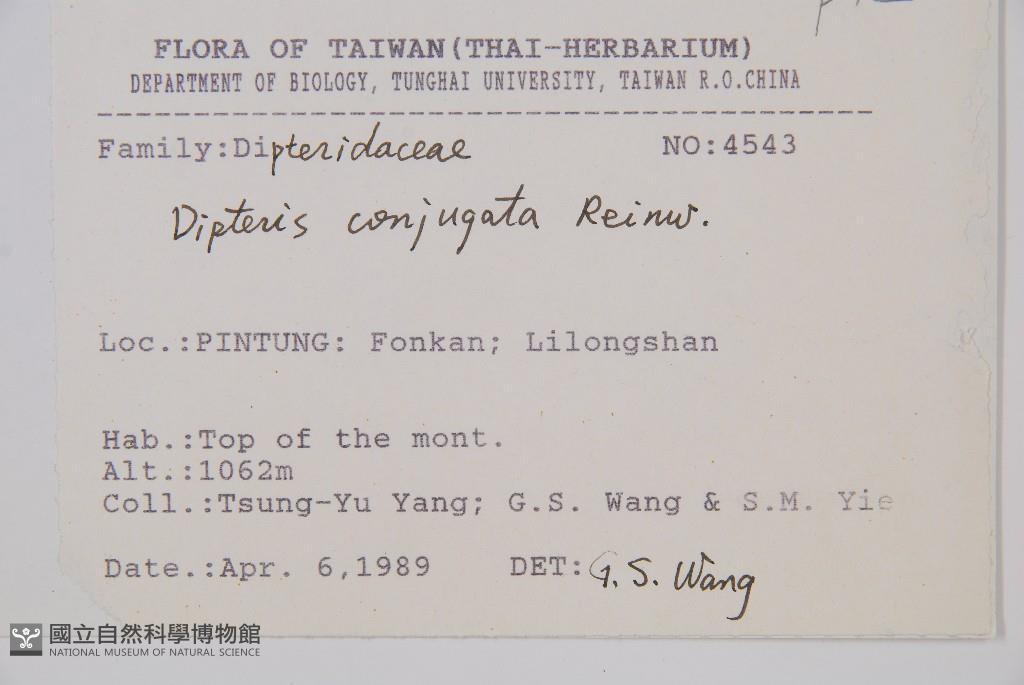 FLORA OF TAIWAN(THAI-HERBARIUM)
DEPARTMENT OF BIOLOGY, TUNGHAI UNIVERSITY, TAIWAN R.O.CHINA
Family:Dipteridaceae NO:4543
Dipteris conjugata Reinw.
Loc.:PINTUNG: Fonkan; Lilongshan
Hab.:Top of the mont.
Alt.:1062m
Coll.:Tsung-Yu Yang; G.S. Wang & S.M. Yie
Date.:Apr. 6,1989 DET:G.S. Wang
國立自然科學博物館
NATIONAL MUSEUM OF NATURAL SCIENCE